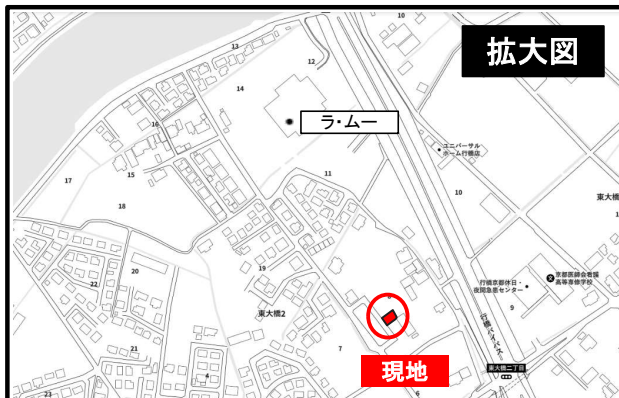 拡大図
10
13
12
14
ラ・ムー
16
ユニバーサル
ホーム行橋店
15
11
17
10
18
東大橋
19
20
22
京都医師会看護
高等専修学校
行橋京都休日・
夜間急患センター
9
東大橋2
行橋バイパス
21
7
現地
東大橋二丁目
4
6
23